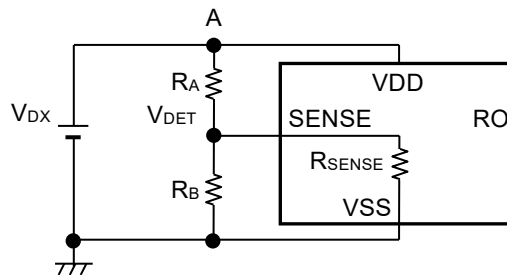 A
RA
VDD
VDX
VDET
SENSE
RO
RSENSE
RB
VSS